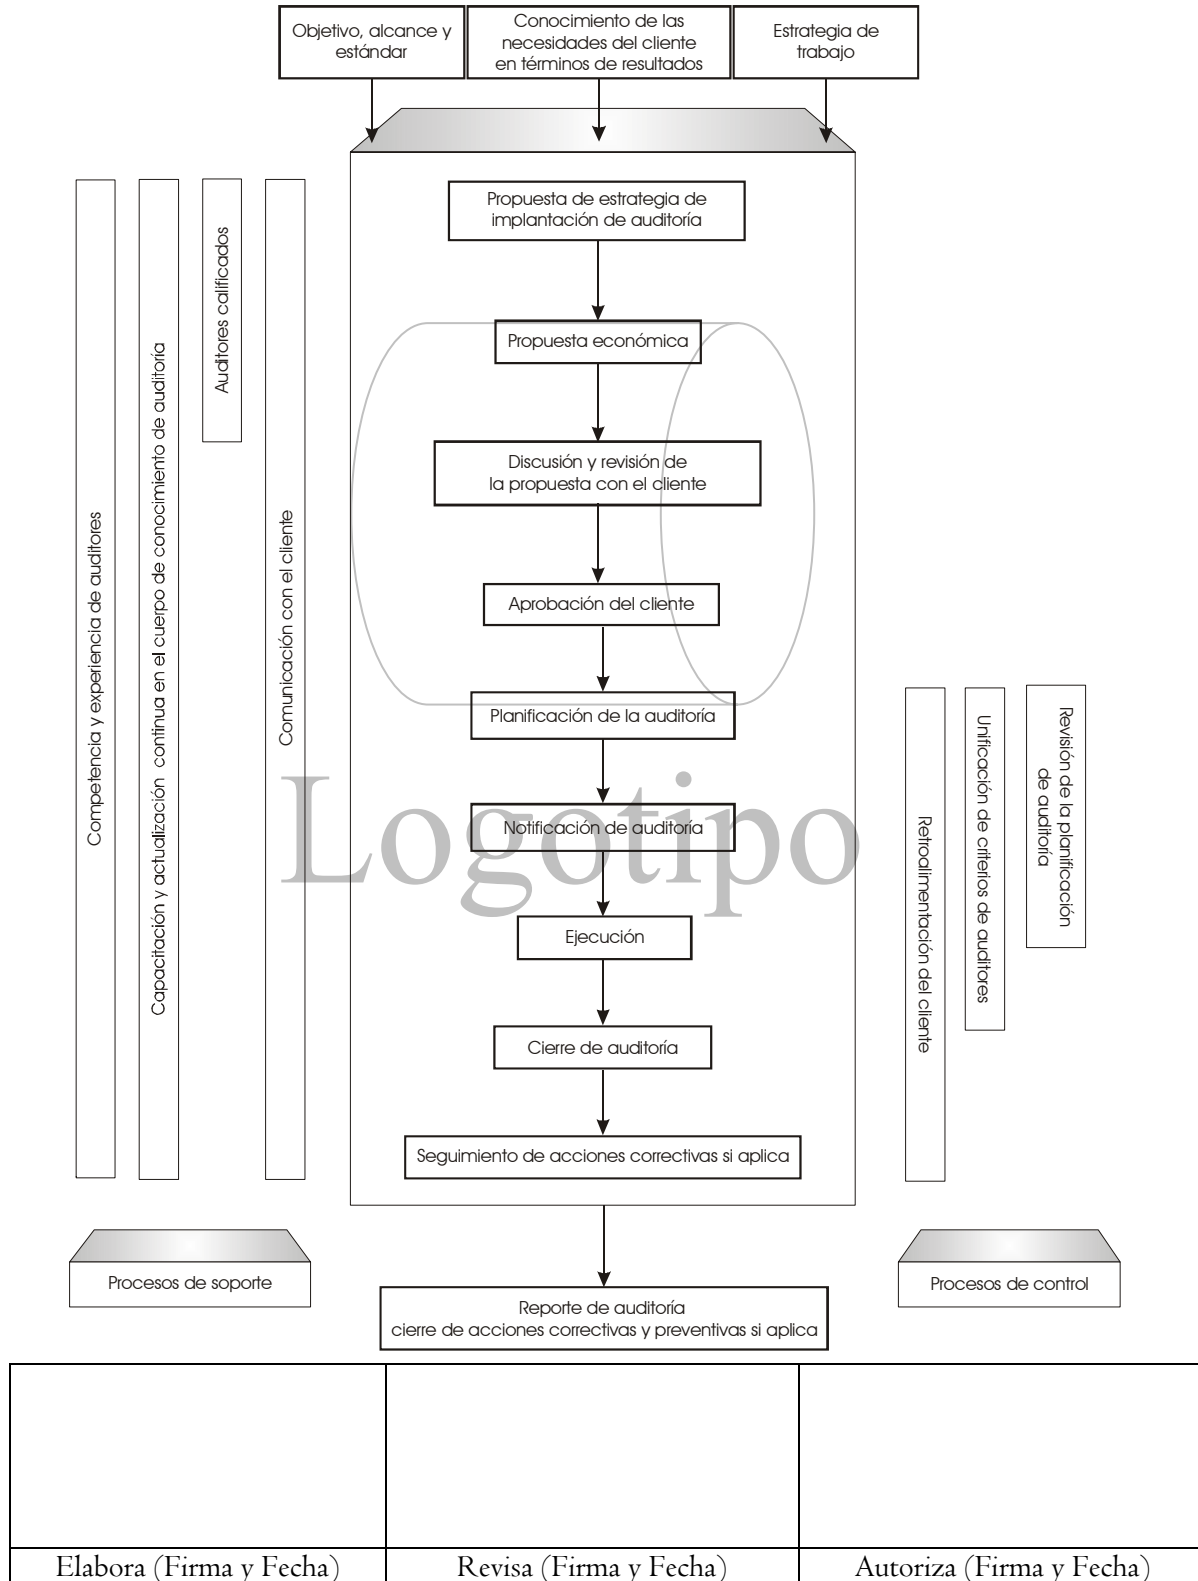 Objetivo, alcance y
estándar
Conocimiento de las
necesidades del cliente
en términos de resultados
Estrategia de
trabajo
Propuesta de estrategia de
implantación de auditoría
Propuesta económica
Discusión y revisión de
la propuesta con el cliente
Aprobación del cliente
Planificación de la auditoría
Notificación de auditoría
Ejecución
Cierre de auditoría
Seguimiento de acciones correctivas si aplica
Competencia y experiencia de auditores
Capacitación y actualización continua en el cuerpo de conocimiento de auditoría
Auditores calificados
Comunicación con el cliente
Retroalimentación del cliente
Unificación de criterios de auditores
Revisión de la planificación
de auditoría
Logotipo
Procesos de soporte
Procesos de control
Reporte de auditoría
cierre de acciones correctivas y preventivas si aplica
Elabora (Firma y Fecha)
Revisa (Firma y Fecha)
Autoriza (Firma y Fecha)